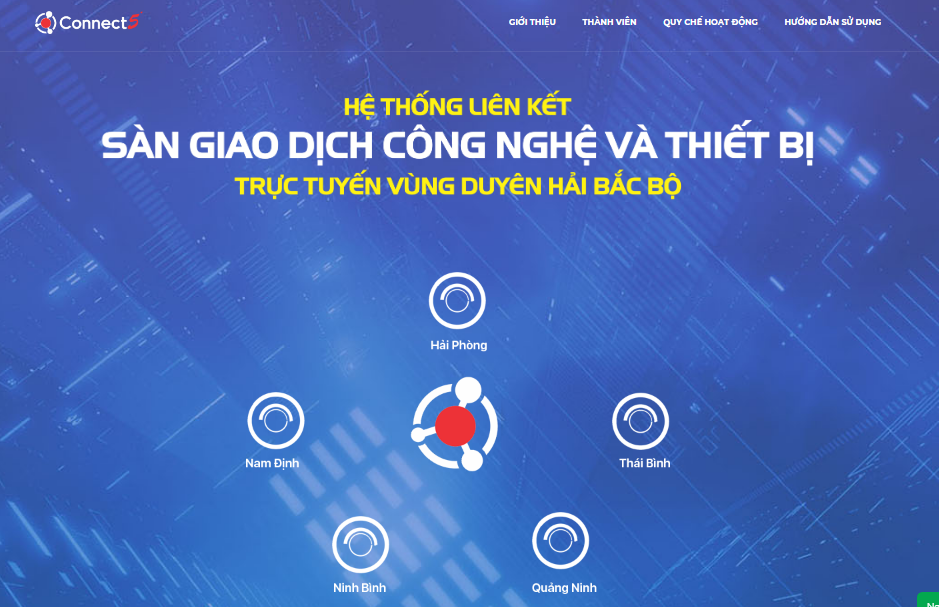 Connect5
GIỚI THIỆU
THÀNH VIÊN
QUY CHẾ HOẠT ĐỘNG
HƯỚNG DẪN SỬ DỤNG
HỆ THỐNG LIÊN KẾT
SÀN GIAO DỊCH CÔNG NGHỆ VÀ THIẾT BỊ
TRỰC TUYẾN VÙNG DUYÊN HẢI BẮC BỘ
Hải Phòng
Nam Định
Thái Bình
Ninh Bình
Quảng Ninh